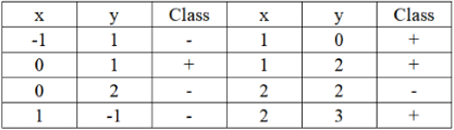 x y Class x y Class
-1 1 - 1 0 +
0 1 + 1 2 +
0 2 - 2 2 -
1 -1 - 2 3 +